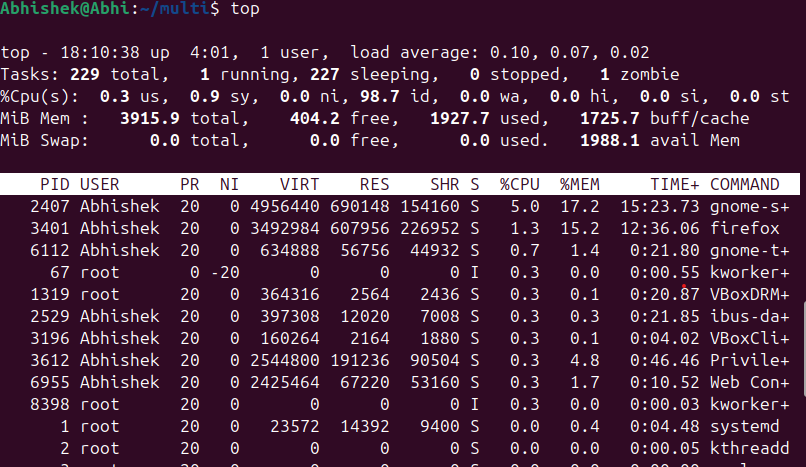 Abhishek@Abhi:~/multi$ top
top - 18:10:38 up  4:01,  1 user,  load average: 0.10, 0.07, 0.02
Tasks: 229 total,   1 running, 227 sleeping,   0 stopped,   1 zombie
%Cpu(s):  0.3 us,  0.9 sy,  0.0 ni, 98.7 id,  0.0 wa,  0.0 hi,  0.0 si,  0.0 st
MiB Mem :   3915.9 total,    404.2 free,   1927.7 used,   1725.7 buff/cache
MiB Swap:      0.0 total,      0.0 free,      0.0 used.   1988.1 avail Mem
PID USER      PR  NI    VIRT    RES    SHR S  %CPU  %MEM     TIME+ COMMAND
2407 Abhishek  20   0 4956440 690148 154160 S   5.0  17.2  15:23.73 gnome-s+
3401 Abhishek  20   0 3492984 607956 226952 S   1.3  15.2  12:36.06 firefox
6112 Abhishek  20   0  634888  56756  44932 S   0.7   1.4   0:21.80 gnome-t+
67 root       0 -20       0      0      0 I   0.3   0.0   0:00.55 kworker+
1319 root      20   0  364316   2564   2436 S   0.3   0.1   0:20.87 VBoxDRM+
2529 Abhishek  20   0  397308  12020   7008 S   0.3   0.3   0:21.85 ibus-da+
3196 Abhishek  20   0  160264   2164   1880 S   0.3   0.1   0:04.02 VBoxCli+
3612 Abhishek  20   0 2544800 191236  90504 S   0.3   4.8   0:46.46 Privile+
6955 Abhishek  20   0 2425464  67220  53160 S   0.3   1.7   0:10.52 Web Con+
8398 root      20   0       0      0      0 I   0.3   0.0   0:00.03 kworker+
1 root      20   0   23572  14392   9400 S   0.0   0.4   0:04.48 systemd
2 root      20   0       0      0      0 S   0.0   0.0   0:00.05 kthreadd